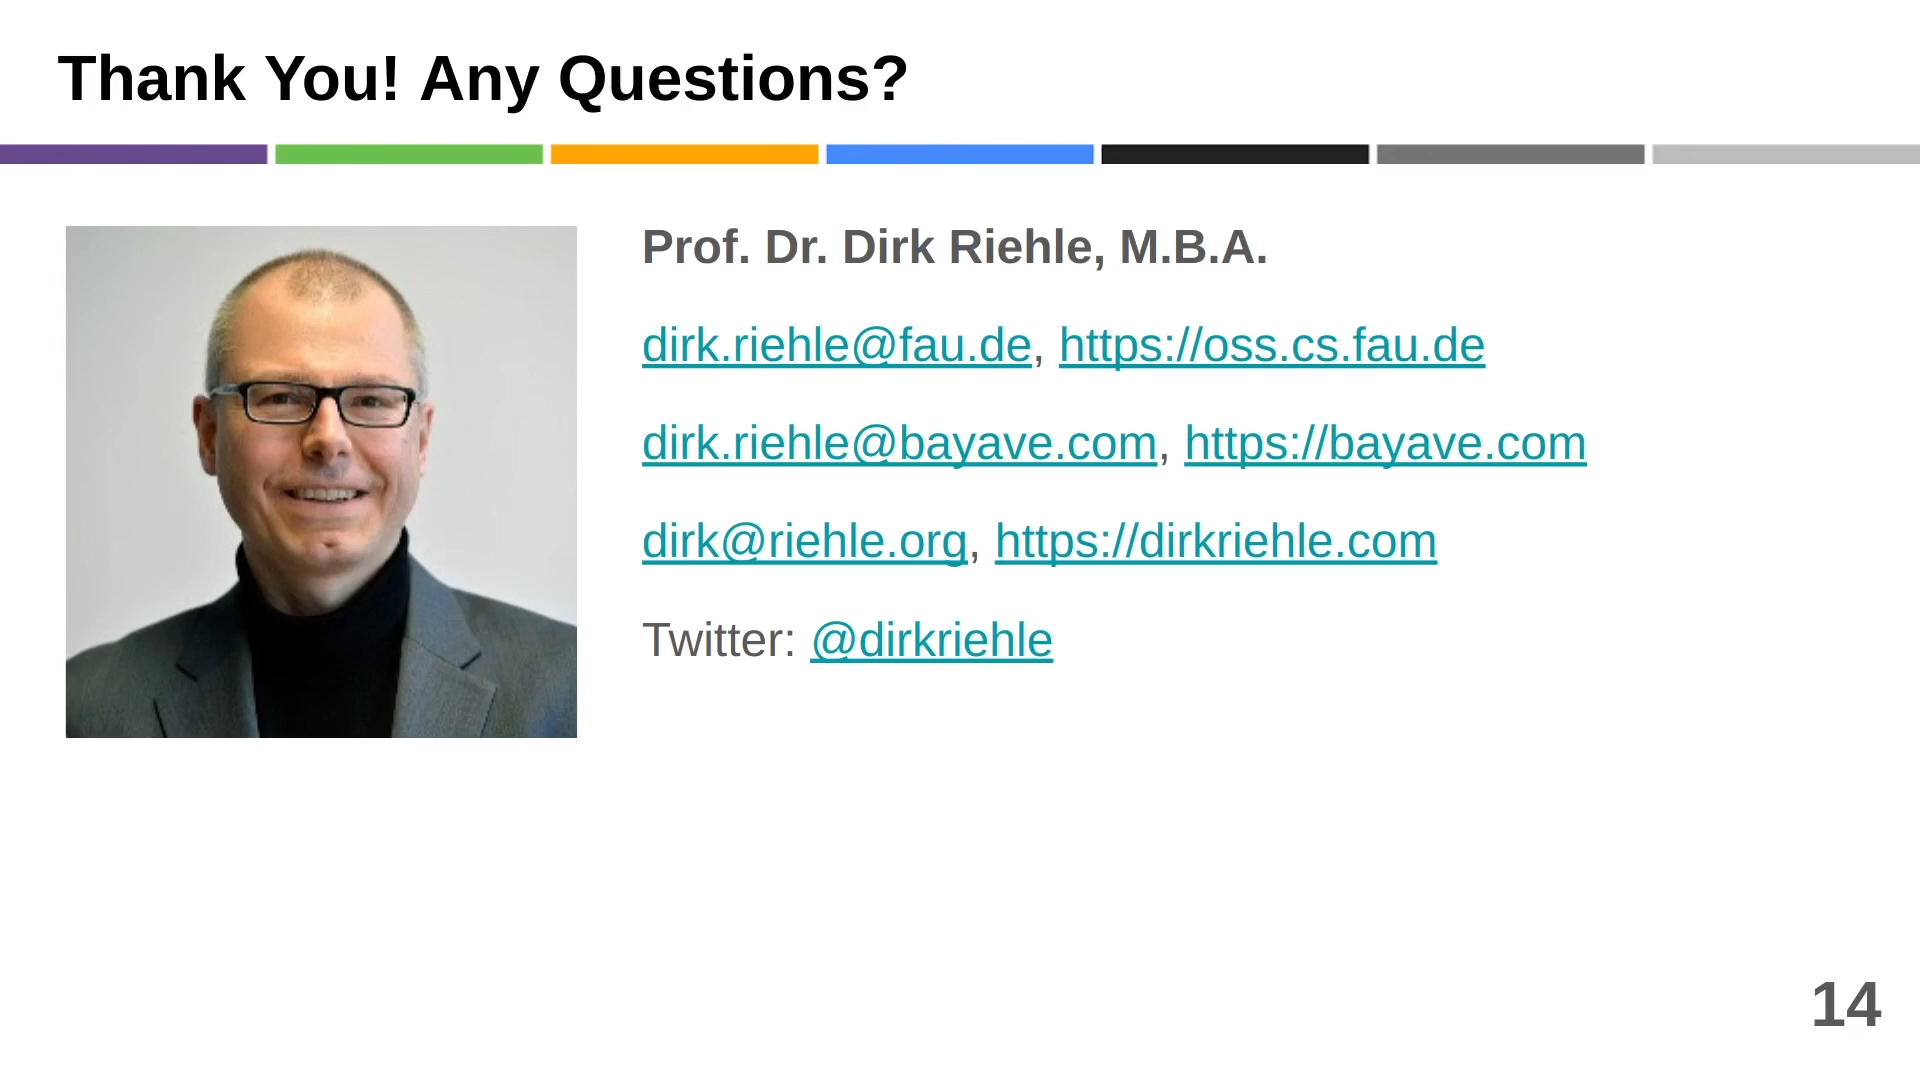 Thank You! Any Questions?
Prof. Dr. Dirk Riehle, M.B.A.
dirk.riehle@fau.de, https://oss.cs.fau.de
dirk.riehle@bayave.com, https://bayave.com
dirk@riehle.org, https://dirkriehle.com
Twitter: @dirkriehle
14